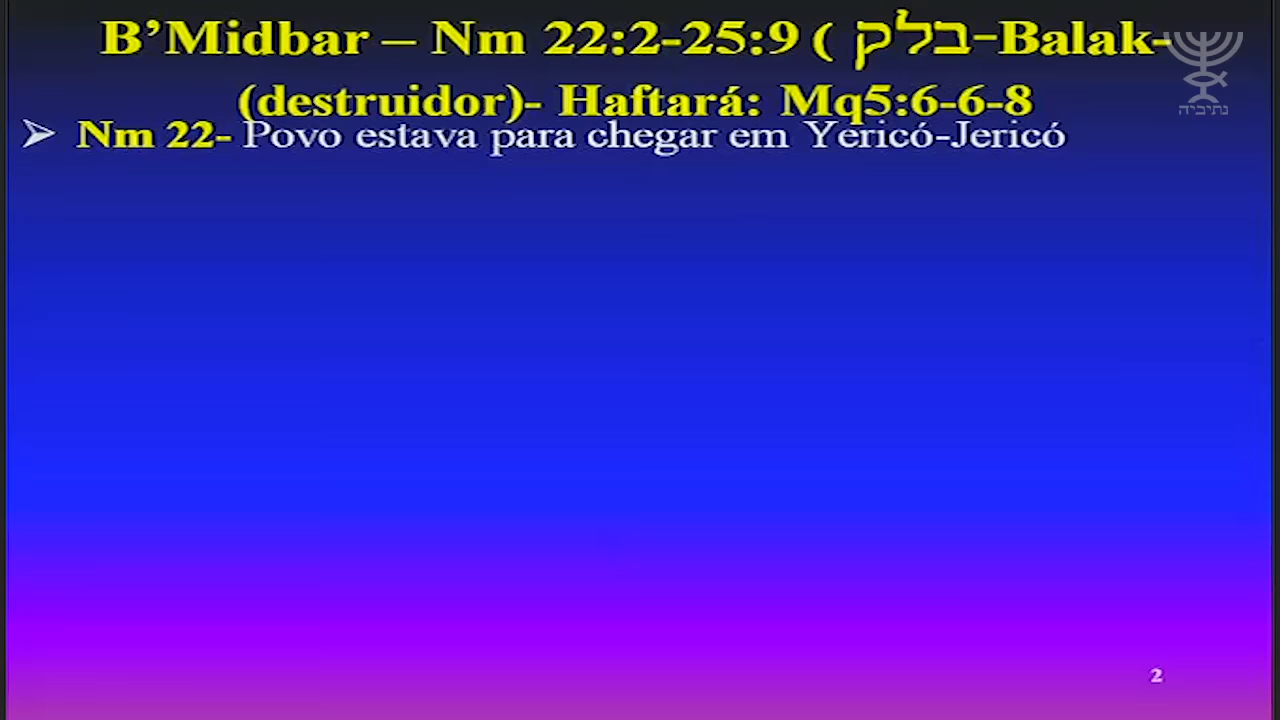 B’Midbar – Nm 22:2-25:9 ( בלק-Balak-
(destruidor)- Haftará: Mq5:6-6-8
➢ Nm 22- Povo estava para chegar em Yericó-Jericó
נתיביה
2